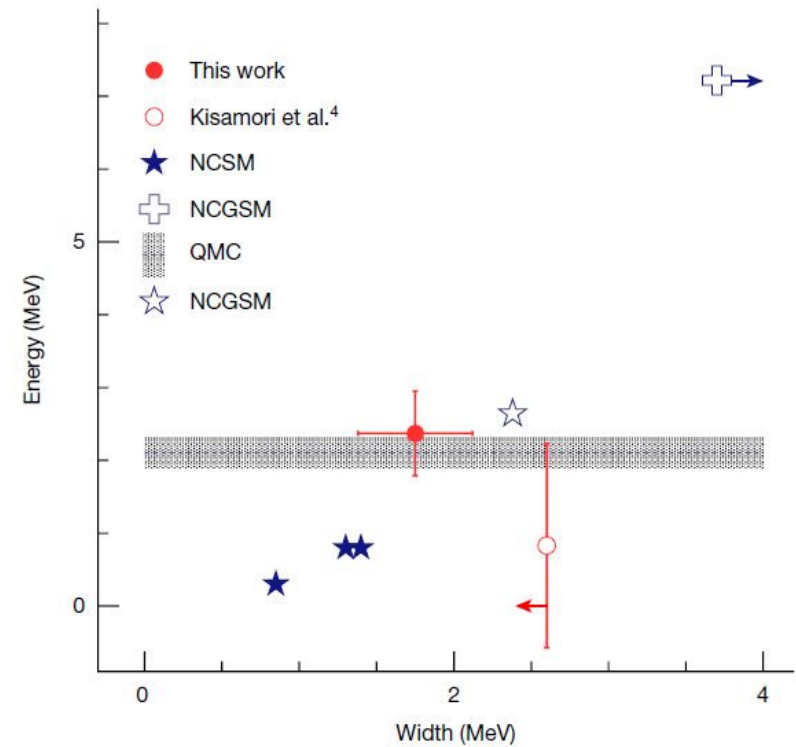 This work
Kisamori et al.⁴
NCSM
NCGSM
QMC
NCGSM
5
0
Energy (MeV)
0 2 4
Width (MeV)